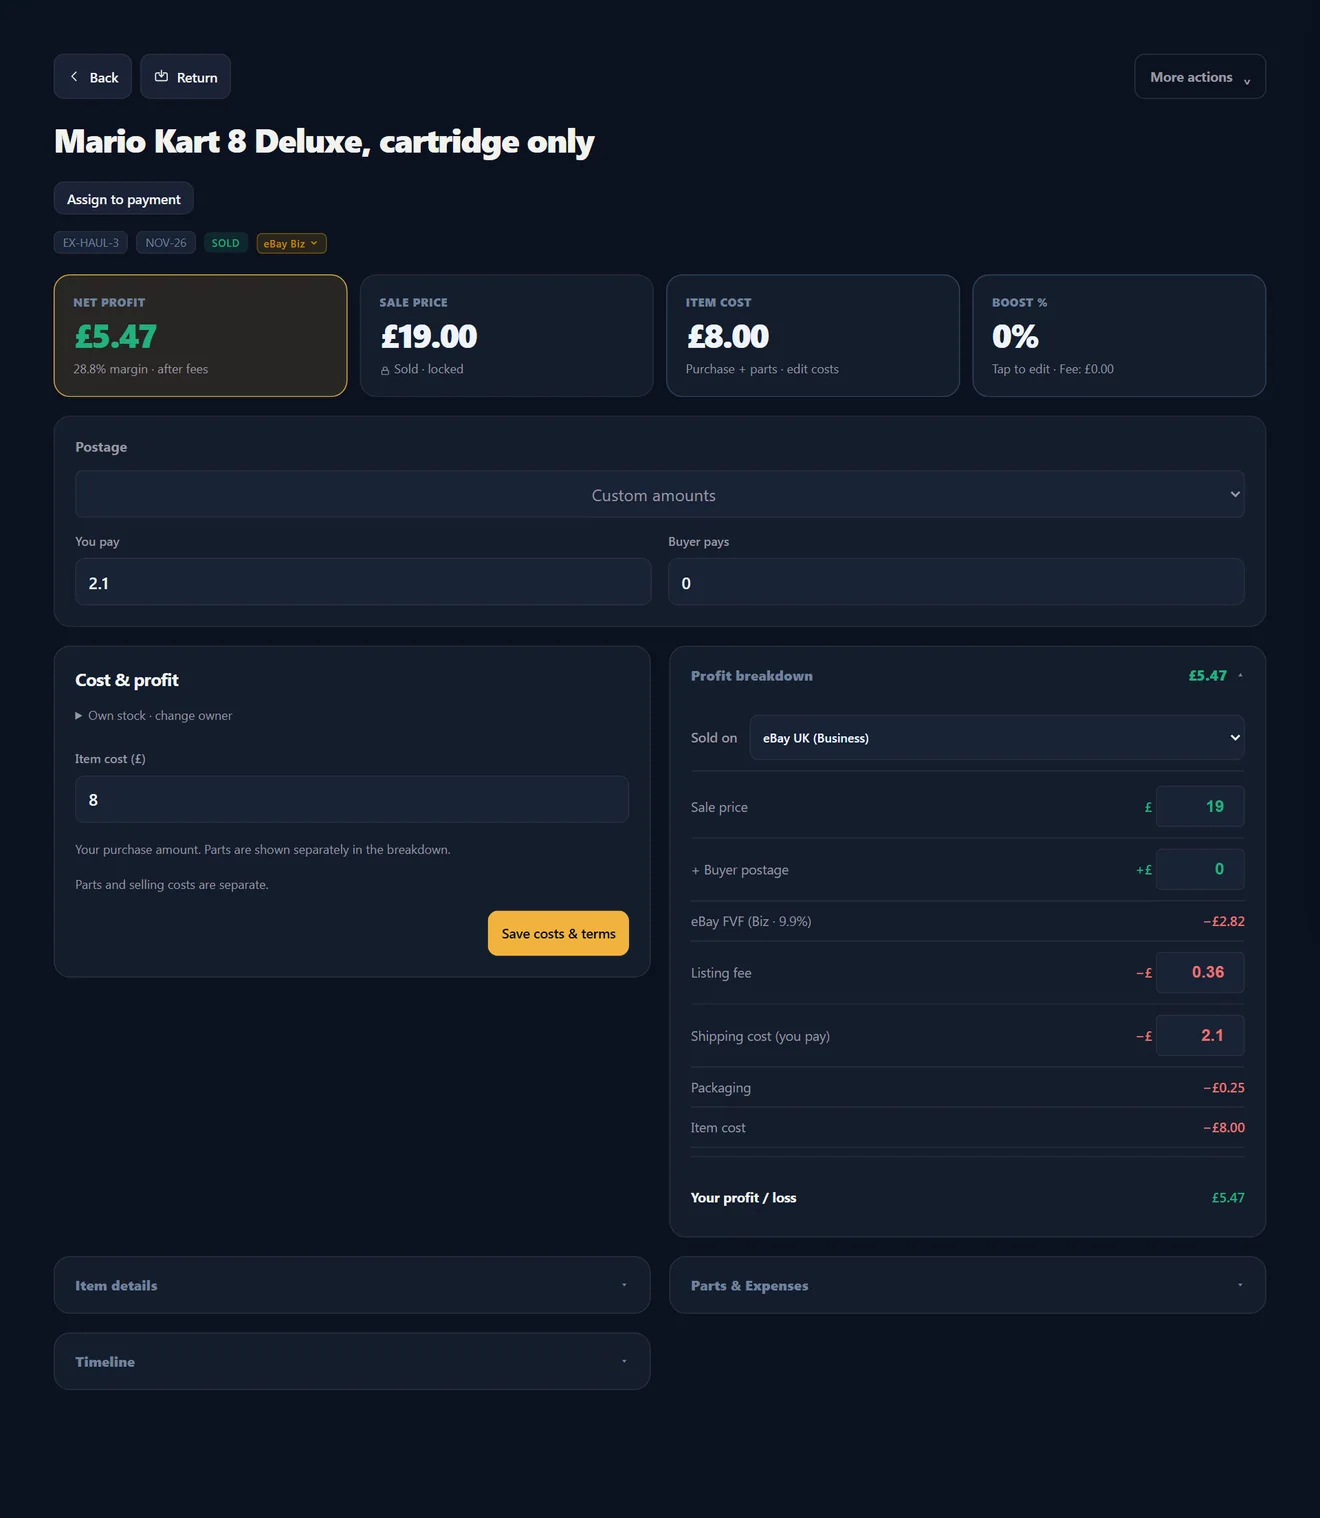 Back
Return
More actions
Mario Kart 8 Deluxe, cartridge only
Assign to payment
EX-HAUL-3
NOV-26
SOLD
eBay Biz
NET PROFIT
£5.47
28.8% margin · after fees
SALE PRICE
£19.00
Sold · locked
ITEM COST
£8.00
Purchase + parts · edit costs
BOOST %
0%
Tap to edit · Fee: £0.00
Postage
Custom amounts
You pay
2.1
Buyer pays
0
Cost & profit
Own stock · change owner
Item cost (£)
8
Your purchase amount. Parts are shown separately in the breakdown.
Parts and selling costs are separate.
Save costs & terms
Profit breakdown £5.47
Sold on eBay UK (Business)
Sale price £ 19
+ Buyer postage +£ 0
eBay FVF (Biz · 9.9%) −£2.82
Listing fee −£ 0.36
Shipping cost (you pay) −£ 2.1
Packaging −£0.25
Item cost −£8.00
Your profit / loss £5.47
Item details
Parts & Expenses
Timeline